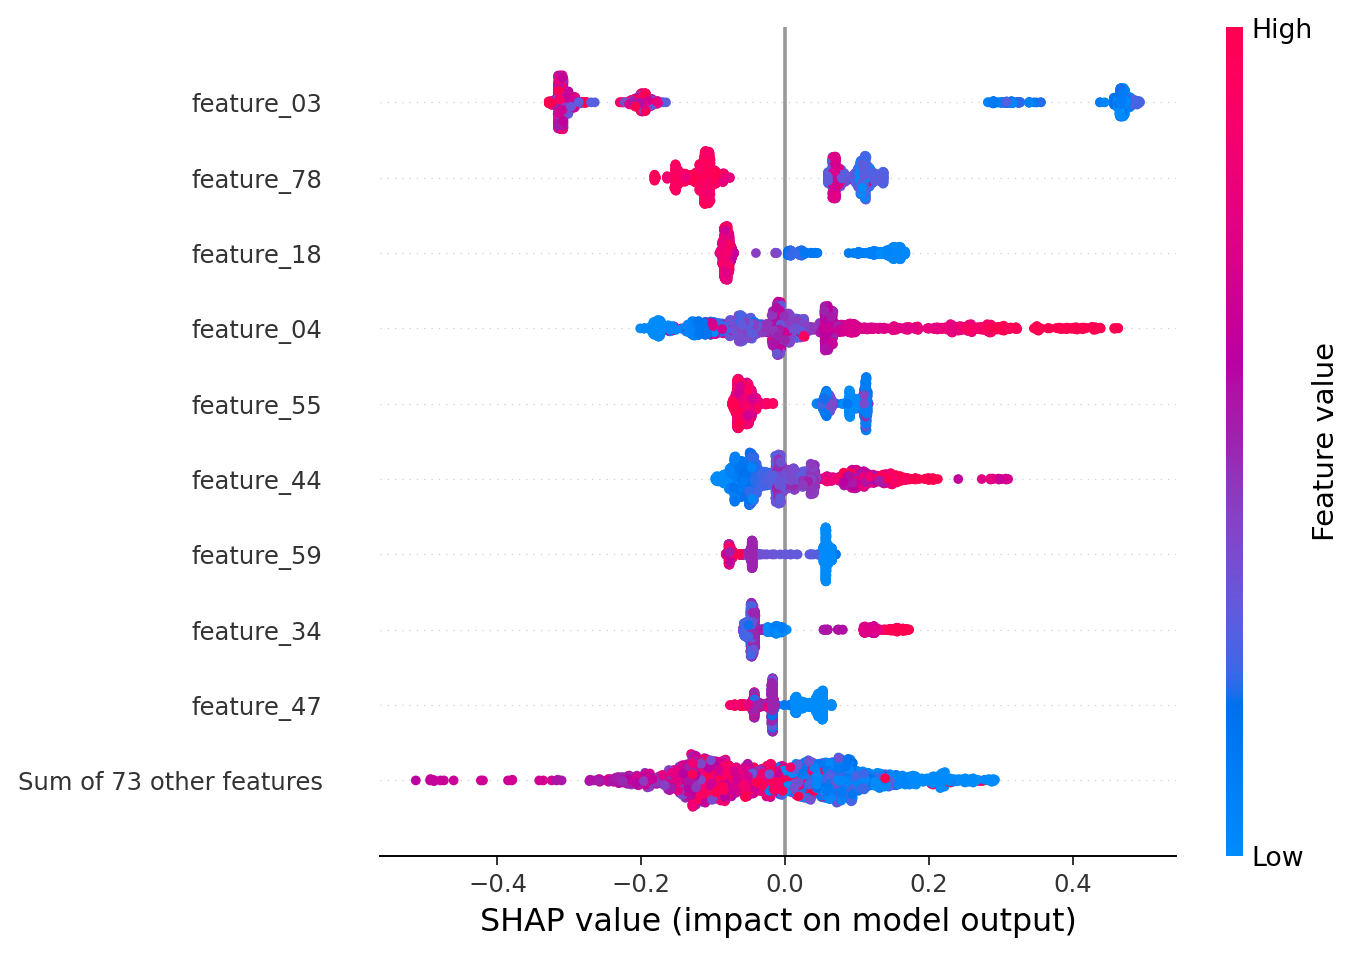 High
feature_03
feature_78
feature_18
feature_04
feature_55
feature_44
feature_59
feature_34
feature_47
Sum of 73 other features
Feature value
Low
−0.4 −0.2 0.0 0.2 0.4
SHAP value (impact on model output)